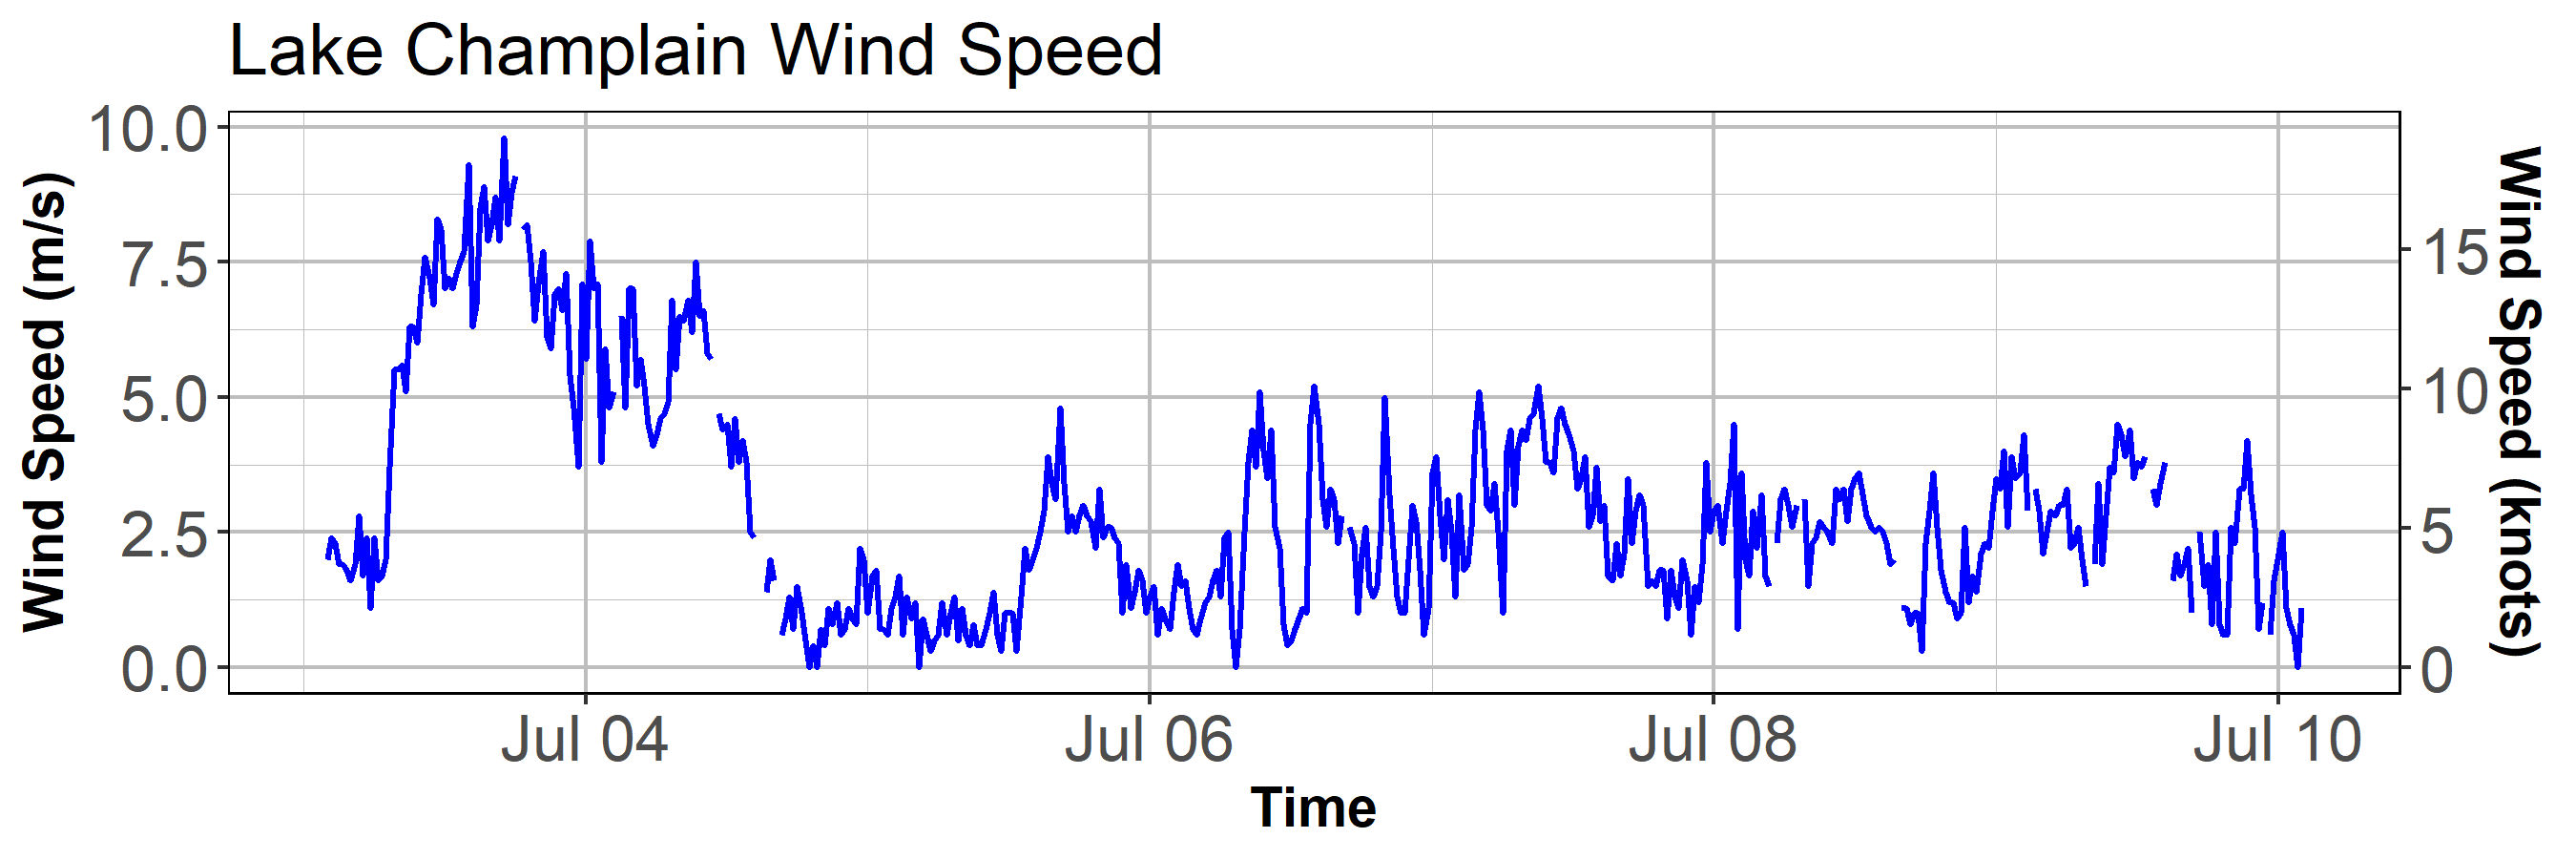 Lake Champlain Wind Speed
10.0
7.5
5.0
2.5
0.0
Wind Speed (m/s)
15
10
5
0
Wind Speed (knots)
Jul 04
Jul 06
Jul 08
Jul 10
Time